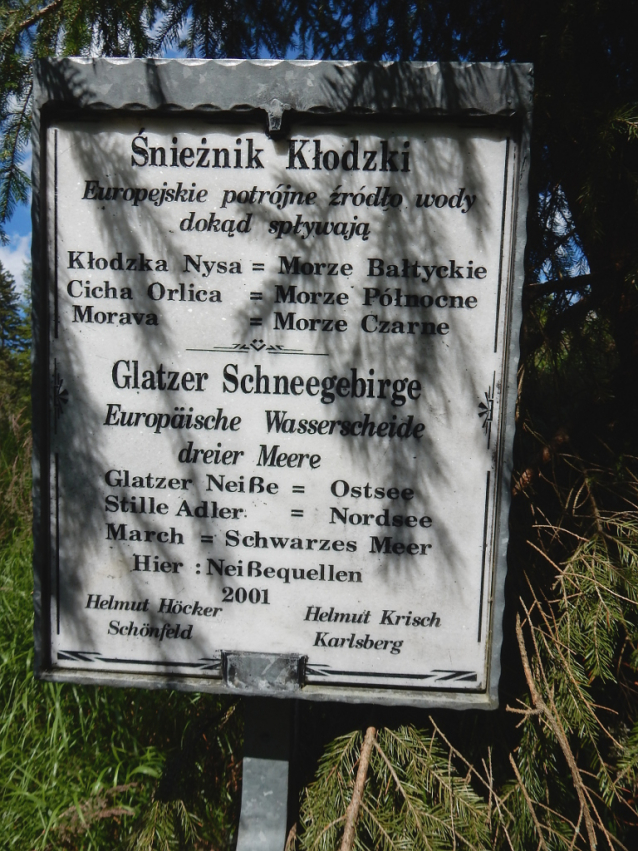 Śnieżnik Kłodzki
Europejskie potrójne źródło wody
dokąd spływają
Kłodzka Nysa = Morze Bałtyckie
Cicha Orlica = Morze Północne
Morava = Morze Czarne
Glatzer Schneegebirge
Europäische Wasserscheide
dreier Meere
Glatzer Neiße = Ostsee
Stille Adler = Nordsee
March = Schwarzes Meer
Hier : Neißequellen
2001
Helmut Höcker
Schönfeld
Helmut Krisch
Karlsberg